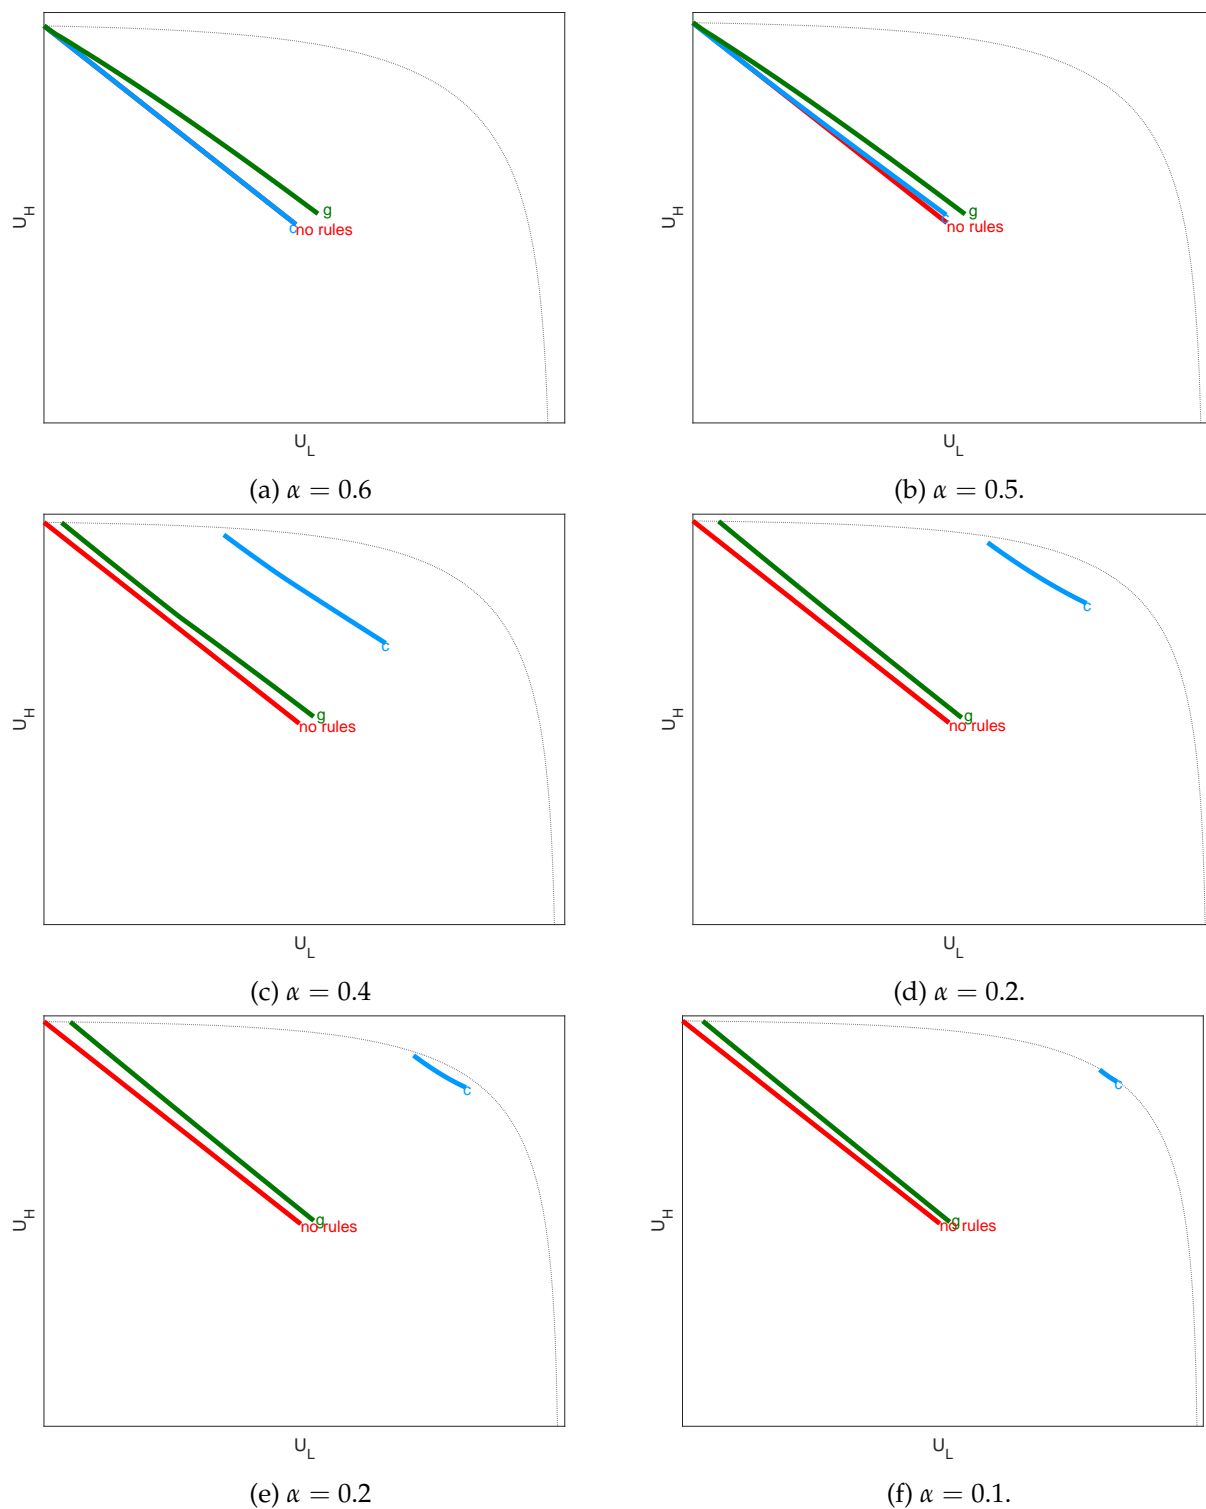 U_H
g
c
no rules
U_L
(a) α = 0.6
U_H
g
no rules
U_L
(b) α = 0.5.
U_H
c
g
no rules
U_L
(c) α = 0.4
U_H
c
g
no rules
U_L
(d) α = 0.2.
U_H
c
g
no rules
U_L
(e) α = 0.2
U_H
c
g
no rules
U_L
(f) α = 0.1.